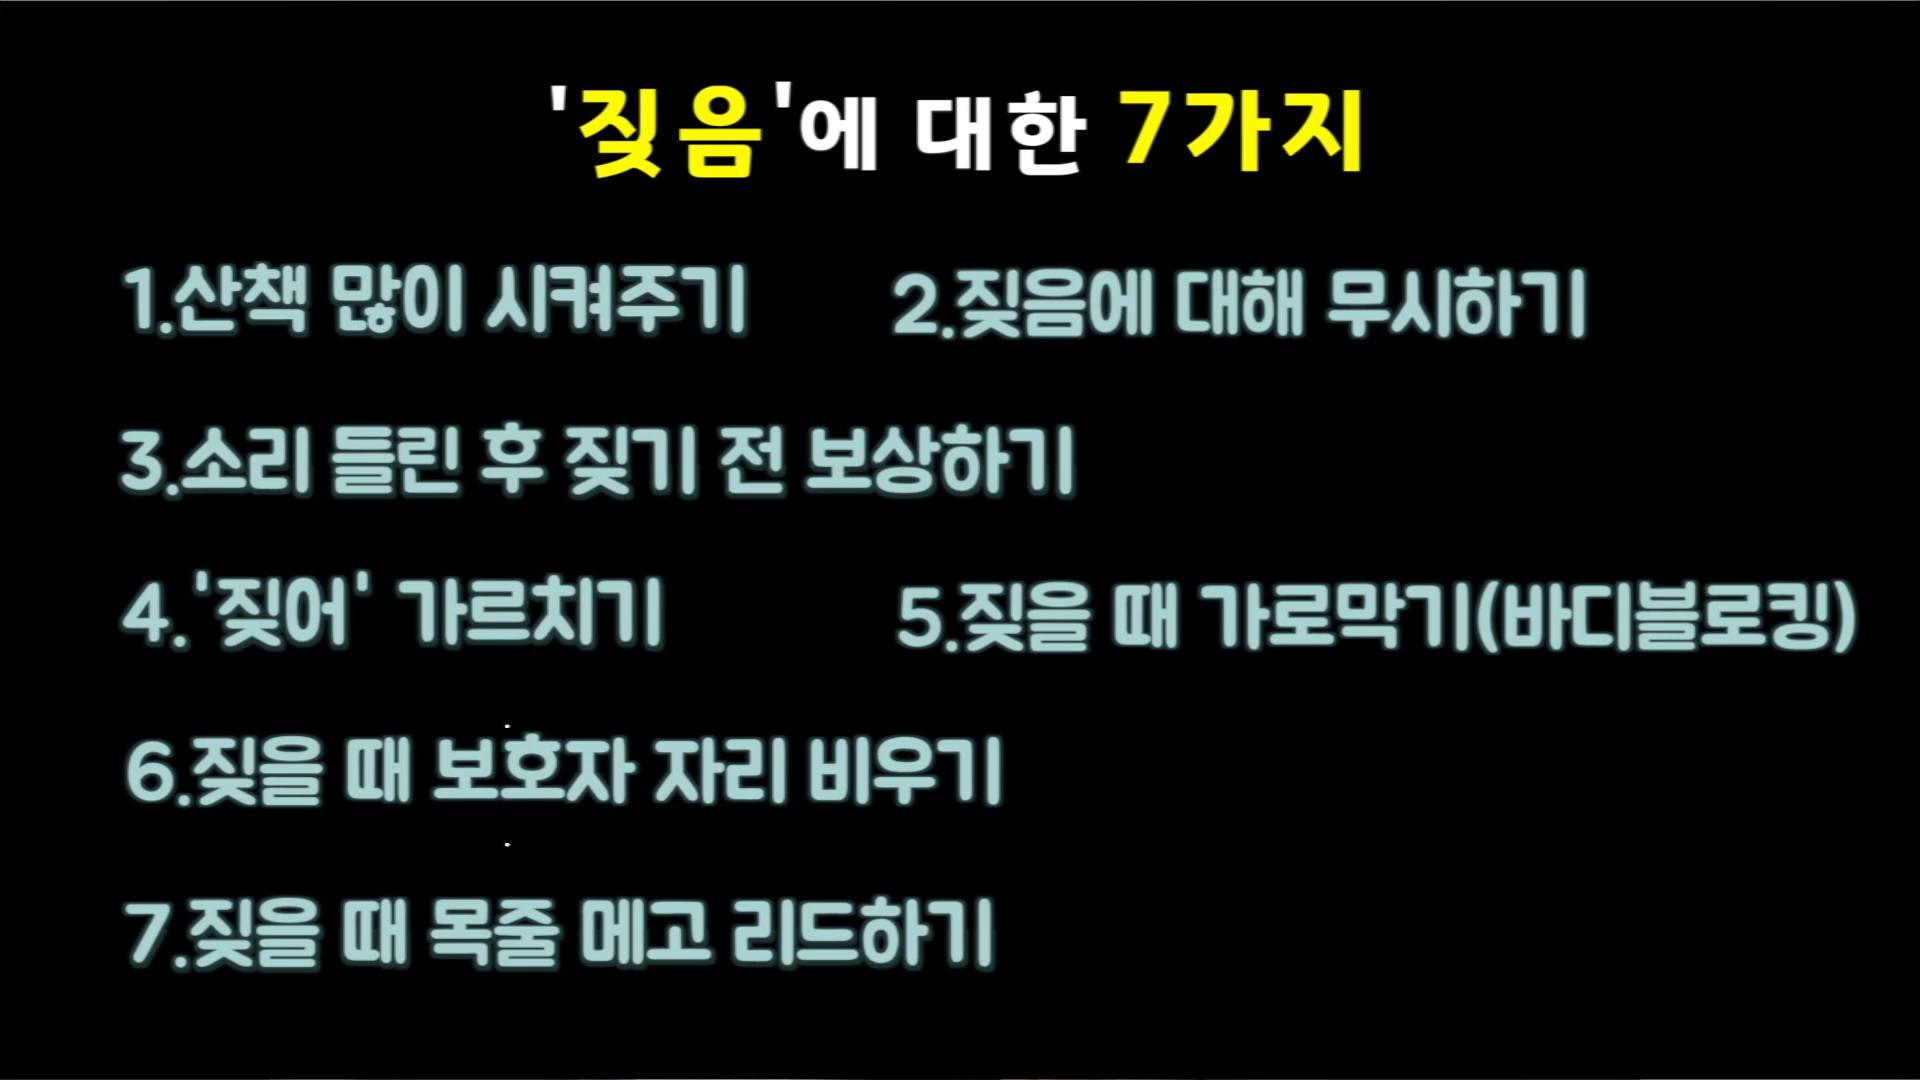 '짖음'에 대한 7가지
1.산책 많이 시켜주기
2.짖음에 대해 무시하기
3.소리 들린 후 짖기 전 보상하기
4.'짖어' 가르치기
5.짖을 때 가로막기(바디블로킹)
6.짖을 때 보호자 자리 비우기
7.짖을 때 목줄 메고 리드하기